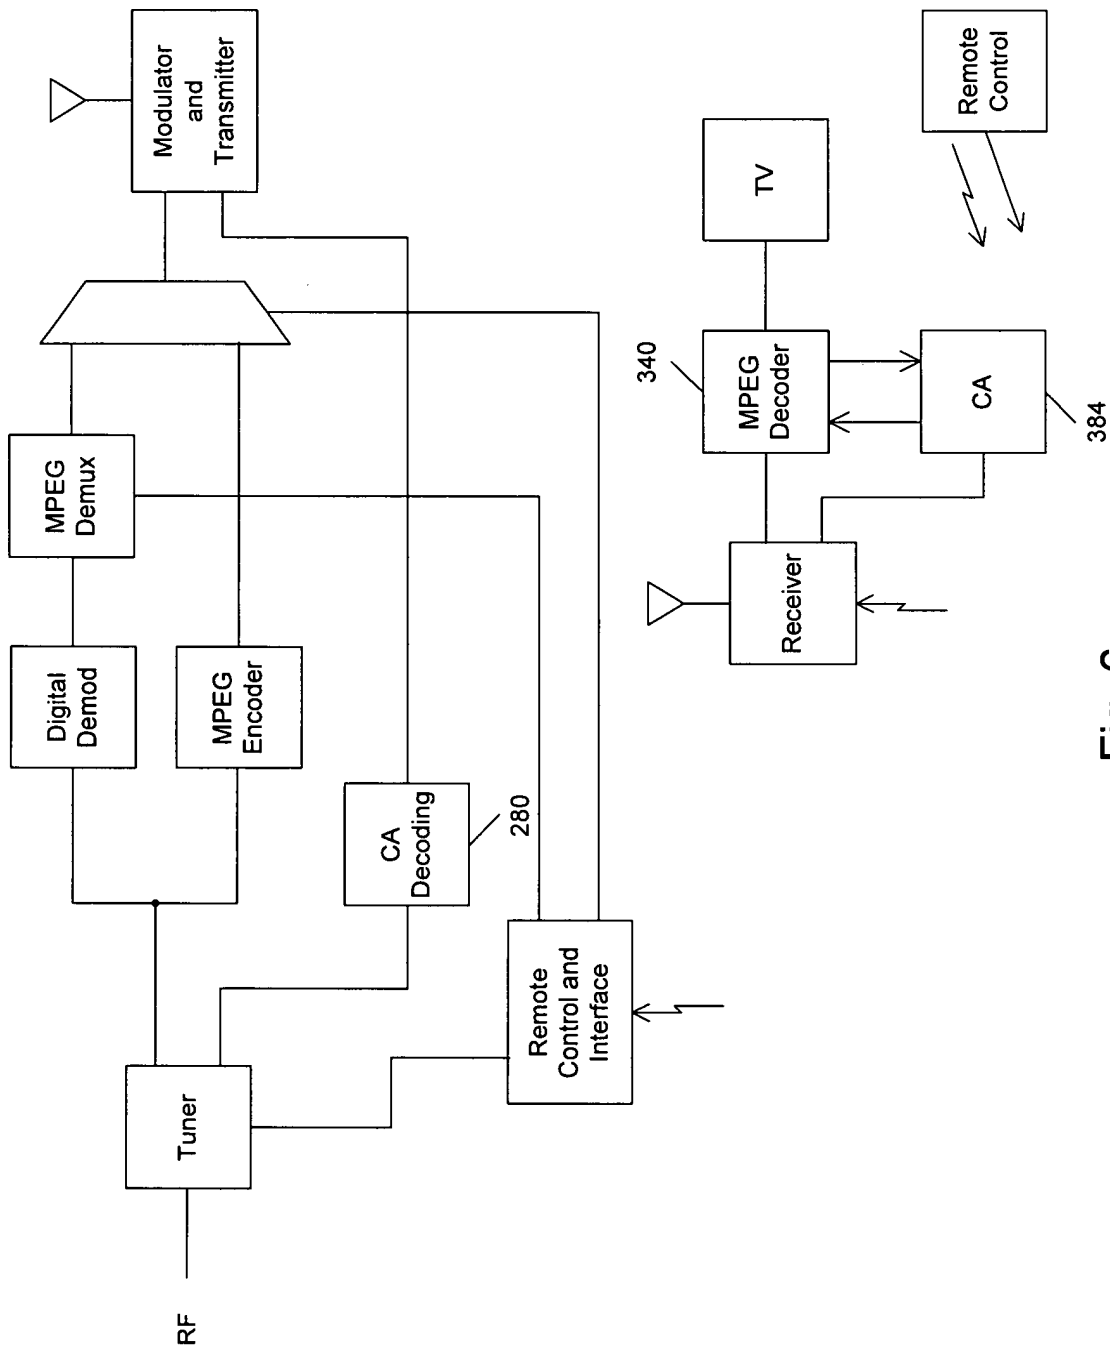 RF
Tuner
Digital
Demod
MPEG
Encoder
MPEG
Demux
Modulator
and
Transmitter
CA
Decoding
280
Remote
Control and
Interface
Receiver
MPEG
Decoder
340
TV
CA
384
Remote
Control